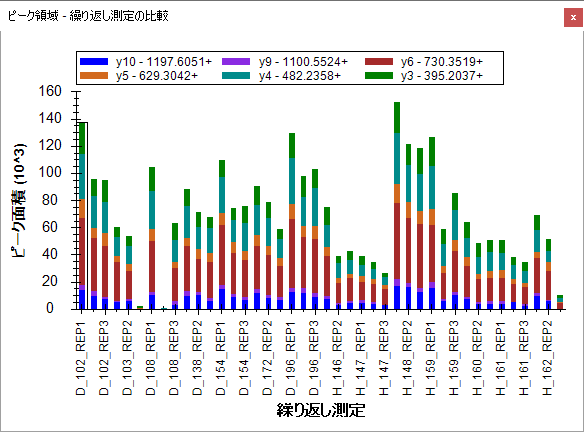 ピーク領域 - 繰り返し測定の比較
x
y10 - 1197.6051+ y9 - 1100.5524+ y6 - 730.3519+
y5 - 629.3042+ y4 - 482.2358+ y3 - 395.2037+
ピーク面積 (10^3)
160
140
120
100
80
60
40
20
0
D_102_REP1
D_102_REP3
D_103_REP2
D_108_REP1
D_108_REP3
D_138_REP2
D_154_REP1
D_154_REP3
D_172_REP2
D_196_REP1
D_196_REP3
H_146_REP2
H_147_REP1
H_147_REP3
H_148_REP2
H_159_REP1
H_159_REP3
H_160_REP2
H_161_REP1
H_161_REP3
H_162_REP2
繰り返し測定